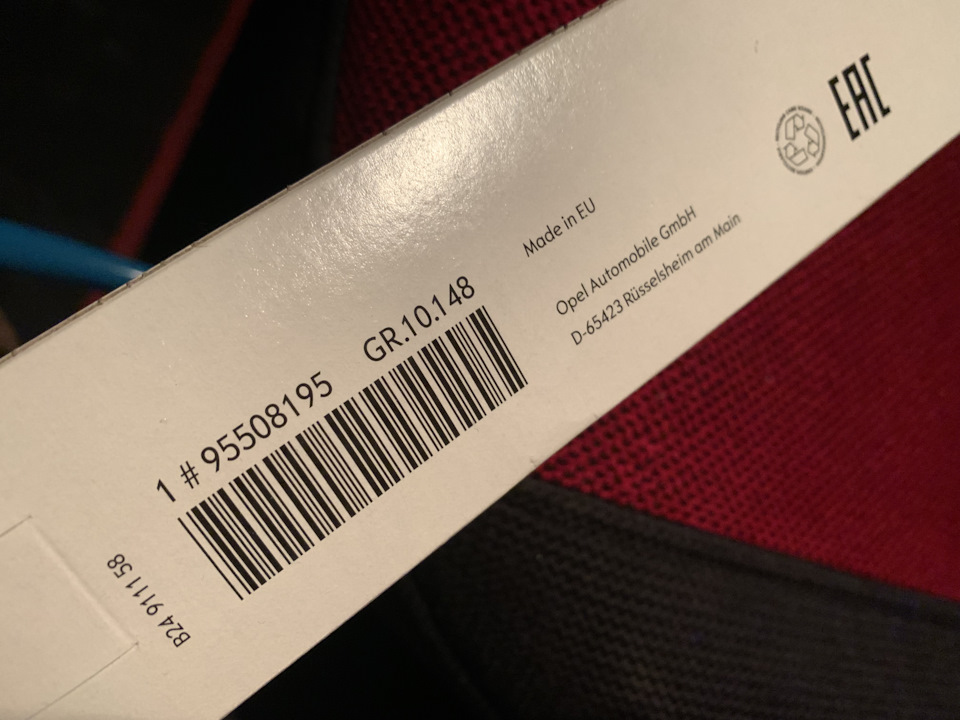 1 # 95508195 GR.10.148
B24 9111 58
Made in EU
Opel Automobile GmbH
D-65423 Rüsselsheim am Main
EAC